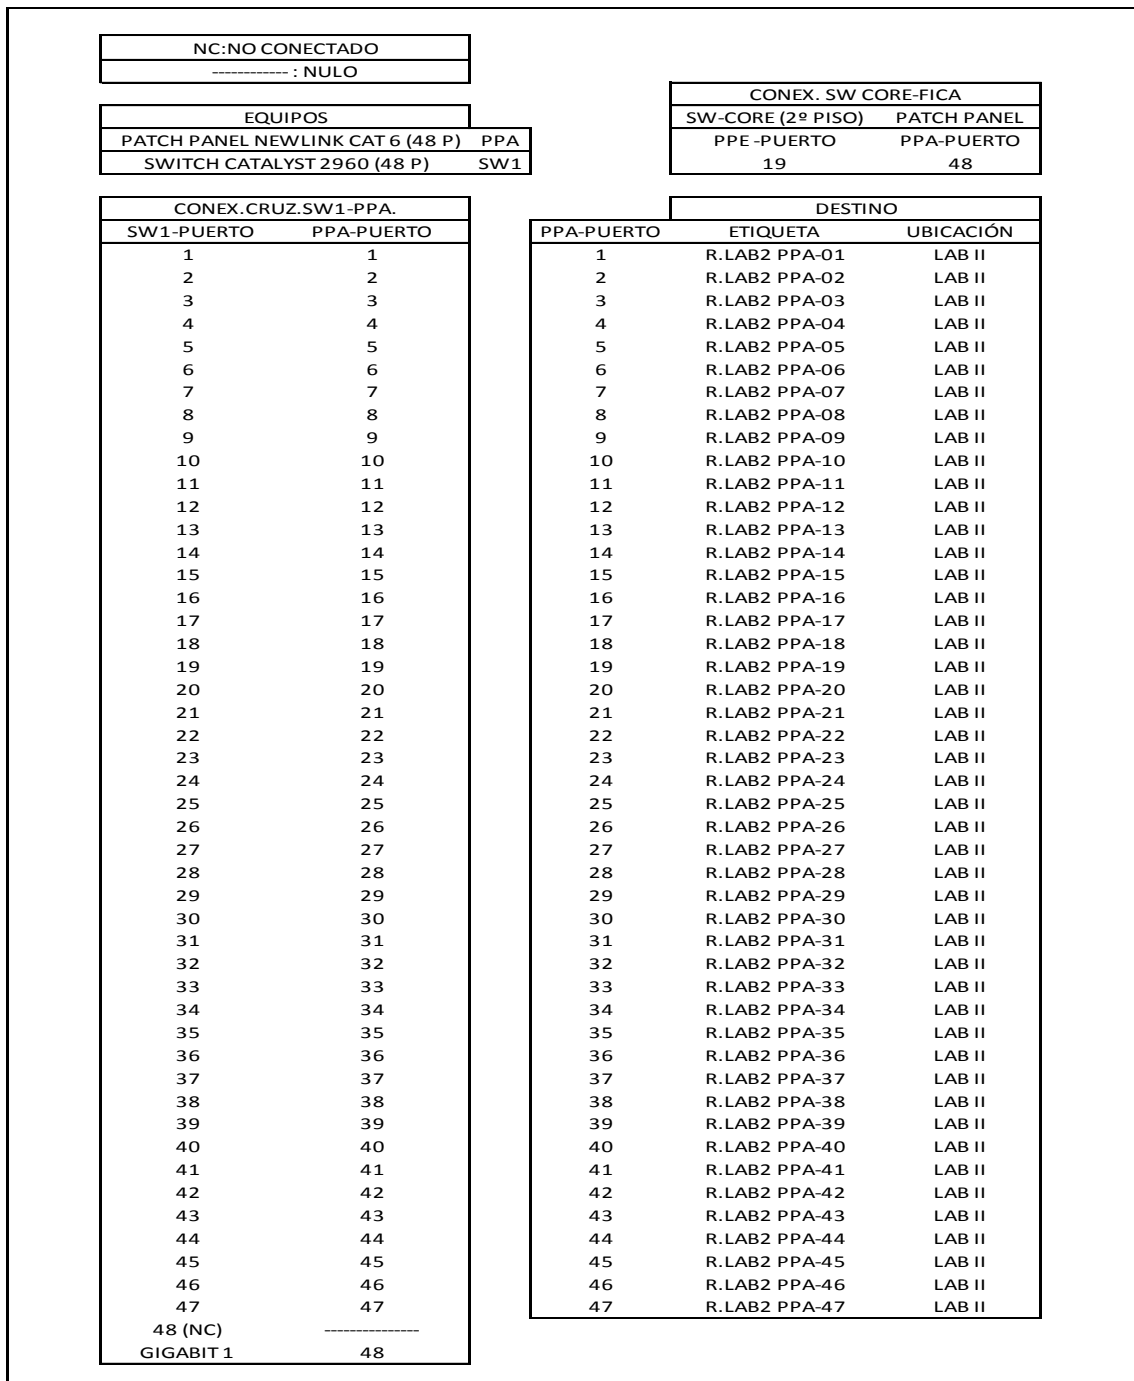 NC:NO CONECTADO
------------ : NULO
EQUIPOS
PATCH PANEL NEWLINK CAT 6 (48 P) PPA
SWITCH CATALYST 2960 (48 P) SW1
CONEX. SW CORE-FICA
SW-CORE (2º PISO) PATCH PANEL
PPE -PUERTO PPA-PUERTO
19 48
CONEX.CRUZ.SW1-PPA.
SW1-PUERTO PPA-PUERTO
1 1
2 2
3 3
4 4
5 5
6 6
7 7
8 8
9 9
10 10
11 11
12 12
13 13
14 14
15 15
16 16
17 17
18 18
19 19
20 20
21 21
22 22
23 23
24 24
25 25
26 26
27 27
28 28
29 29
30 30
31 31
32 32
33 33
34 34
35 35
36 36
37 37
38 38
39 39
40 40
41 41
42 42
43 43
44 44
45 45
46 46
47 47
48 (NC) ---------------
GIGABIT 1 48
DESTINO
PPA-PUERTO ETIQUETA UBICACIÓN
1 R.LAB2 PPA-01 LAB II
2 R.LAB2 PPA-02 LAB II
3 R.LAB2 PPA-03 LAB II
4 R.LAB2 PPA-04 LAB II
5 R.LAB2 PPA-05 LAB II
6 R.LAB2 PPA-06 LAB II
7 R.LAB2 PPA-07 LAB II
8 R.LAB2 PPA-08 LAB II
9 R.LAB2 PPA-09 LAB II
10 R.LAB2 PPA-10 LAB II
11 R.LAB2 PPA-11 LAB II
12 R.LAB2 PPA-12 LAB II
13 R.LAB2 PPA-13 LAB II
14 R.LAB2 PPA-14 LAB II
15 R.LAB2 PPA-15 LAB II
16 R.LAB2 PPA-16 LAB II
17 R.LAB2 PPA-17 LAB II
18 R.LAB2 PPA-18 LAB II
19 R.LAB2 PPA-19 LAB II
20 R.LAB2 PPA-20 LAB II
21 R.LAB2 PPA-21 LAB II
22 R.LAB2 PPA-22 LAB II
23 R.LAB2 PPA-23 LAB II
24 R.LAB2 PPA-24 LAB II
25 R.LAB2 PPA-25 LAB II
26 R.LAB2 PPA-26 LAB II
27 R.LAB2 PPA-27 LAB II
28 R.LAB2 PPA-28 LAB II
29 R.LAB2 PPA-29 LAB II
30 R.LAB2 PPA-30 LAB II
31 R.LAB2 PPA-31 LAB II
32 R.LAB2 PPA-32 LAB II
33 R.LAB2 PPA-33 LAB II
34 R.LAB2 PPA-34 LAB II
35 R.LAB2 PPA-35 LAB II
36 R.LAB2 PPA-36 LAB II
37 R.LAB2 PPA-37 LAB II
38 R.LAB2 PPA-38 LAB II
39 R.LAB2 PPA-39 LAB II
40 R.LAB2 PPA-40 LAB II
41 R.LAB2 PPA-41 LAB II
42 R.LAB2 PPA-42 LAB II
43 R.LAB2 PPA-43 LAB II
44 R.LAB2 PPA-44 LAB II
45 R.LAB2 PPA-45 LAB II
46 R.LAB2 PPA-46 LAB II
47 R.LAB2 PPA-47 LAB II